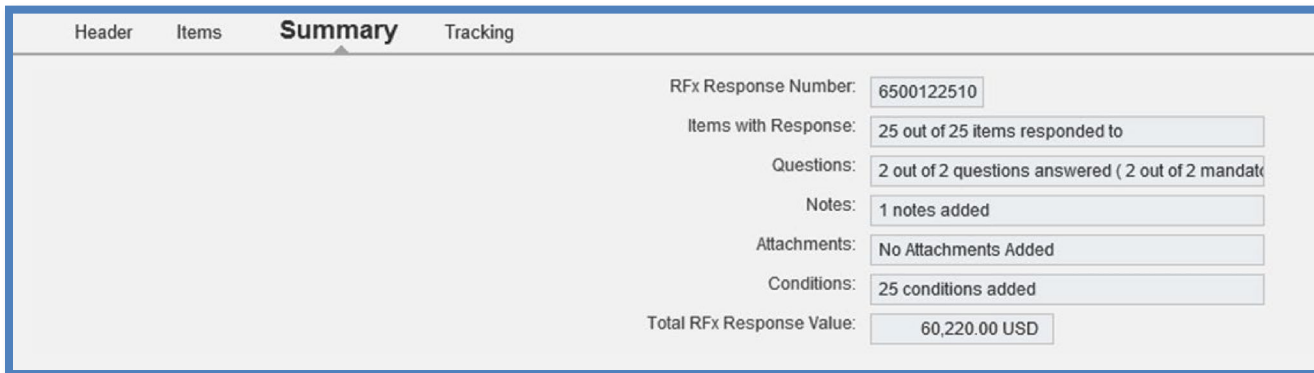 Header Items Summary Tracking
RFx Response Number: 6500122510
Items with Response: 25 out of 25 items responded to
Questions: 2 out of 2 questions answered ( 2 out of 2 mandato
Notes: 1 notes added
Attachments: No Attachments Added
Conditions: 25 conditions added
Total RFx Response Value: 60,220.00 USD